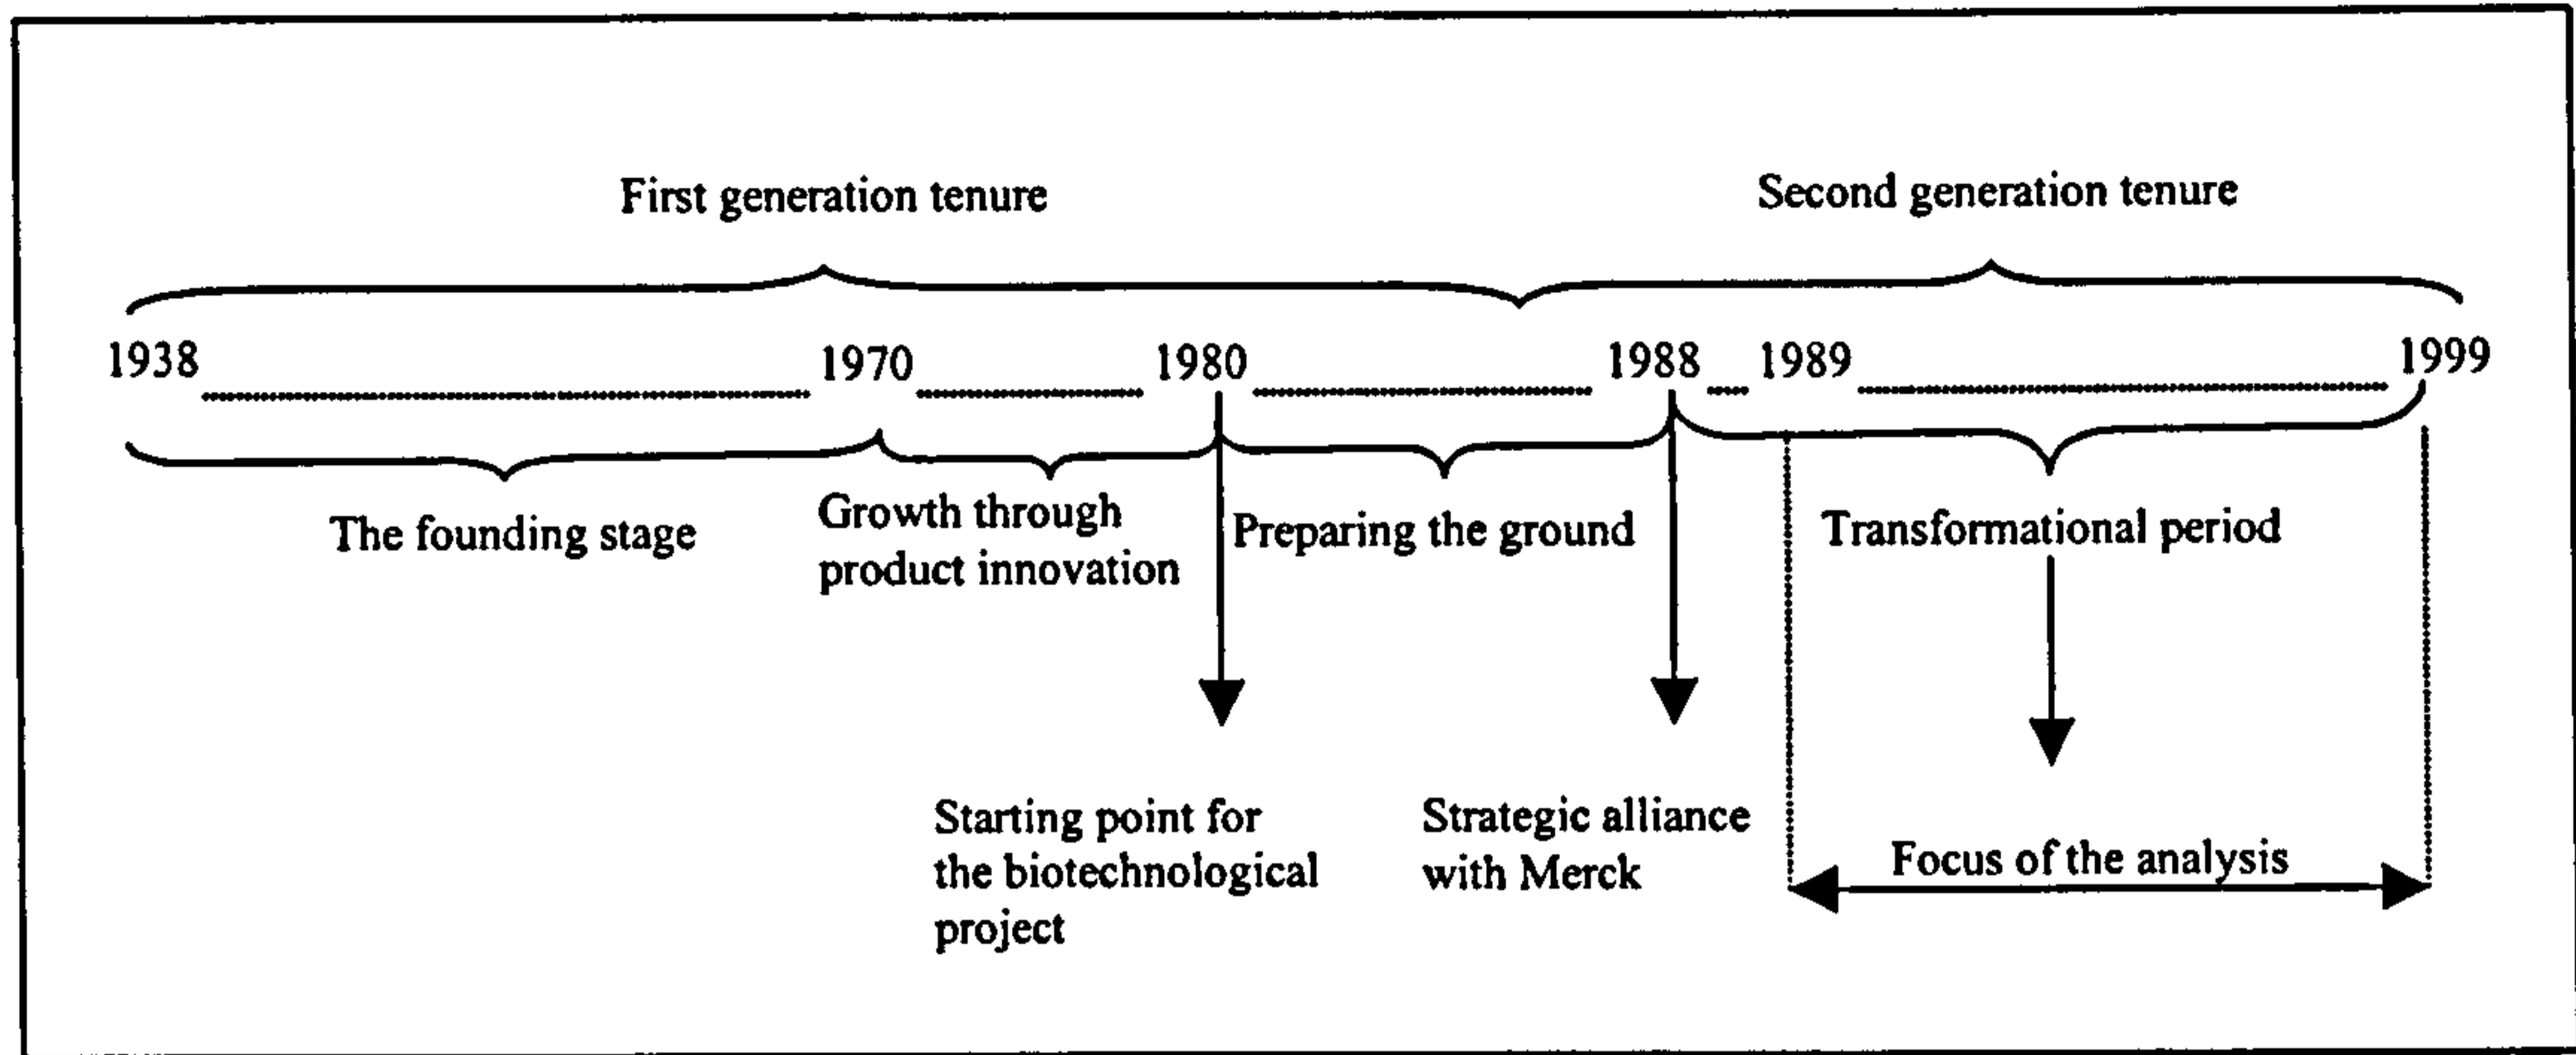 First generation tenure
Second generation tenure
1938
1970
1980
1988
1989
1999
The founding stage
Growth through
product innovation
Preparing the ground
Transformational period
Starting point for
the biotechnological
project
Strategic alliance
with Merck
Focus of the analysis